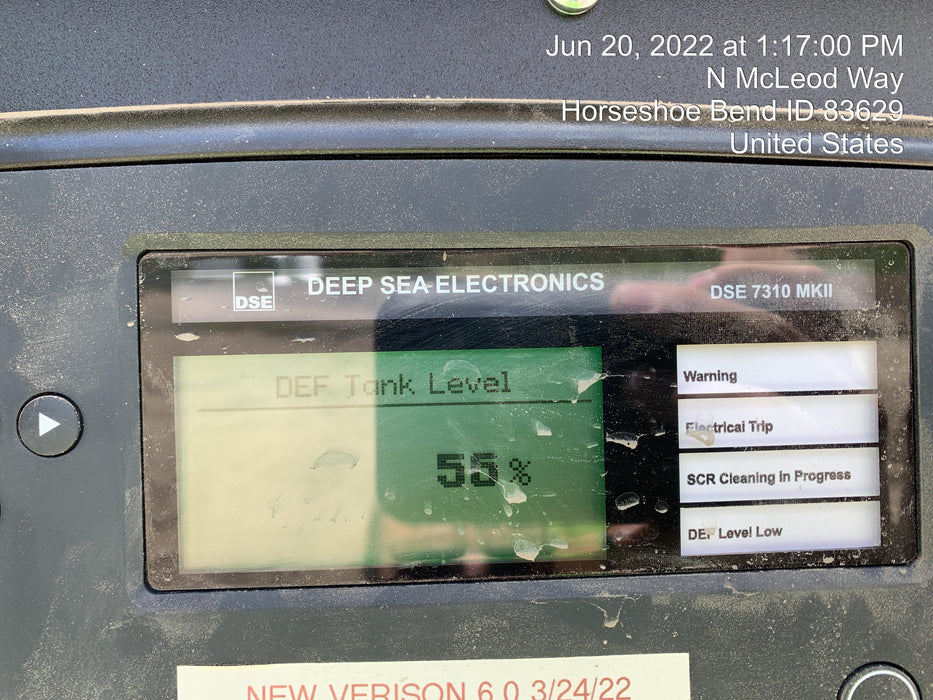 Jun 20, 2022 at 1:17:00 PM
N McLeod Way
Horseshoe Bend ID 83629
United States
DSE
DEEP SEA ELECTRONICS
DSE 7310 MKII
DEF Tank Level
%
Warning
Electrical Trip
SCR Cleaning in Progress
DEF Level Low
NEW VERISON 6.0 3/24/22